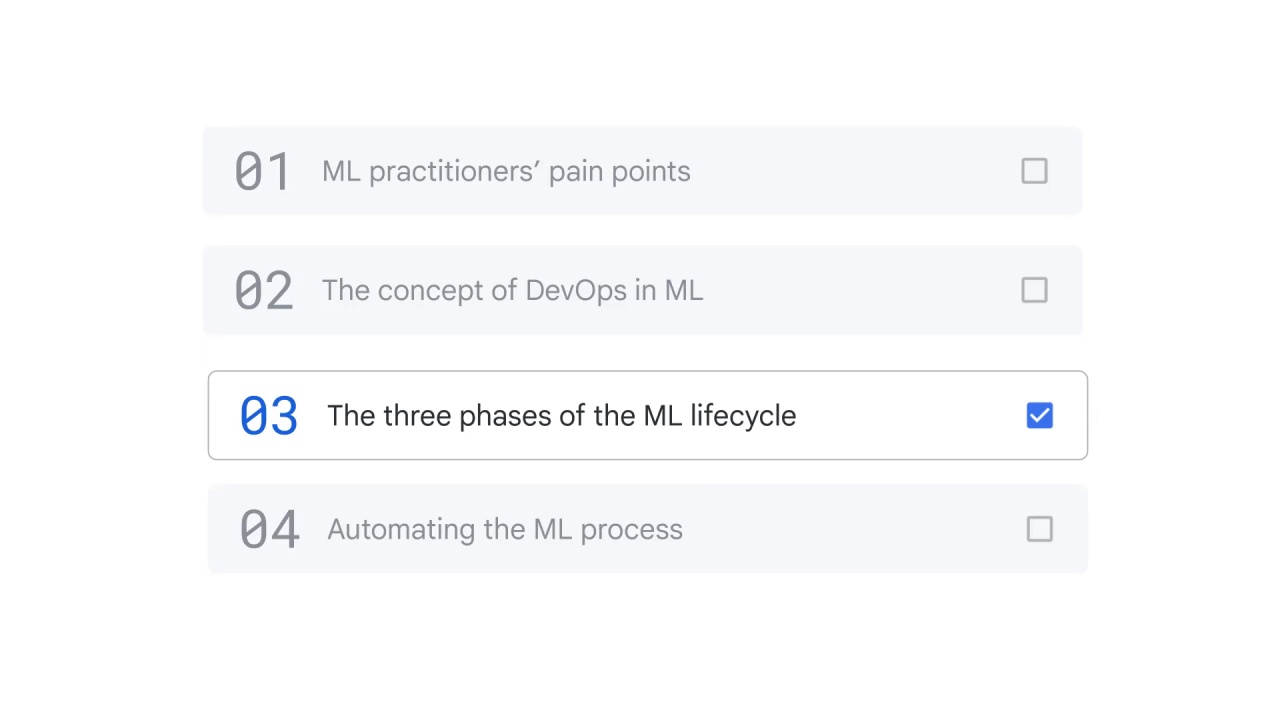 01 ML practitioners’ pain points
02 The concept of DevOps in ML
03 The three phases of the ML lifecycle
04 Automating the ML process